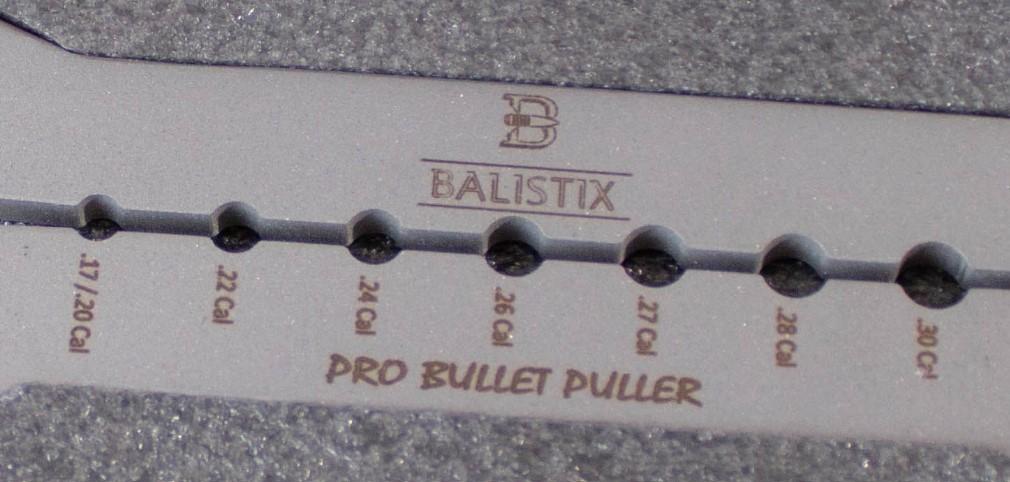 B
BALISTIX
.17/.20 Cal
.22 Cal
.24 Cal
.26 Cal
.27 Cal
.28 Cal
.30 Cal
PRO BULLET PULLER